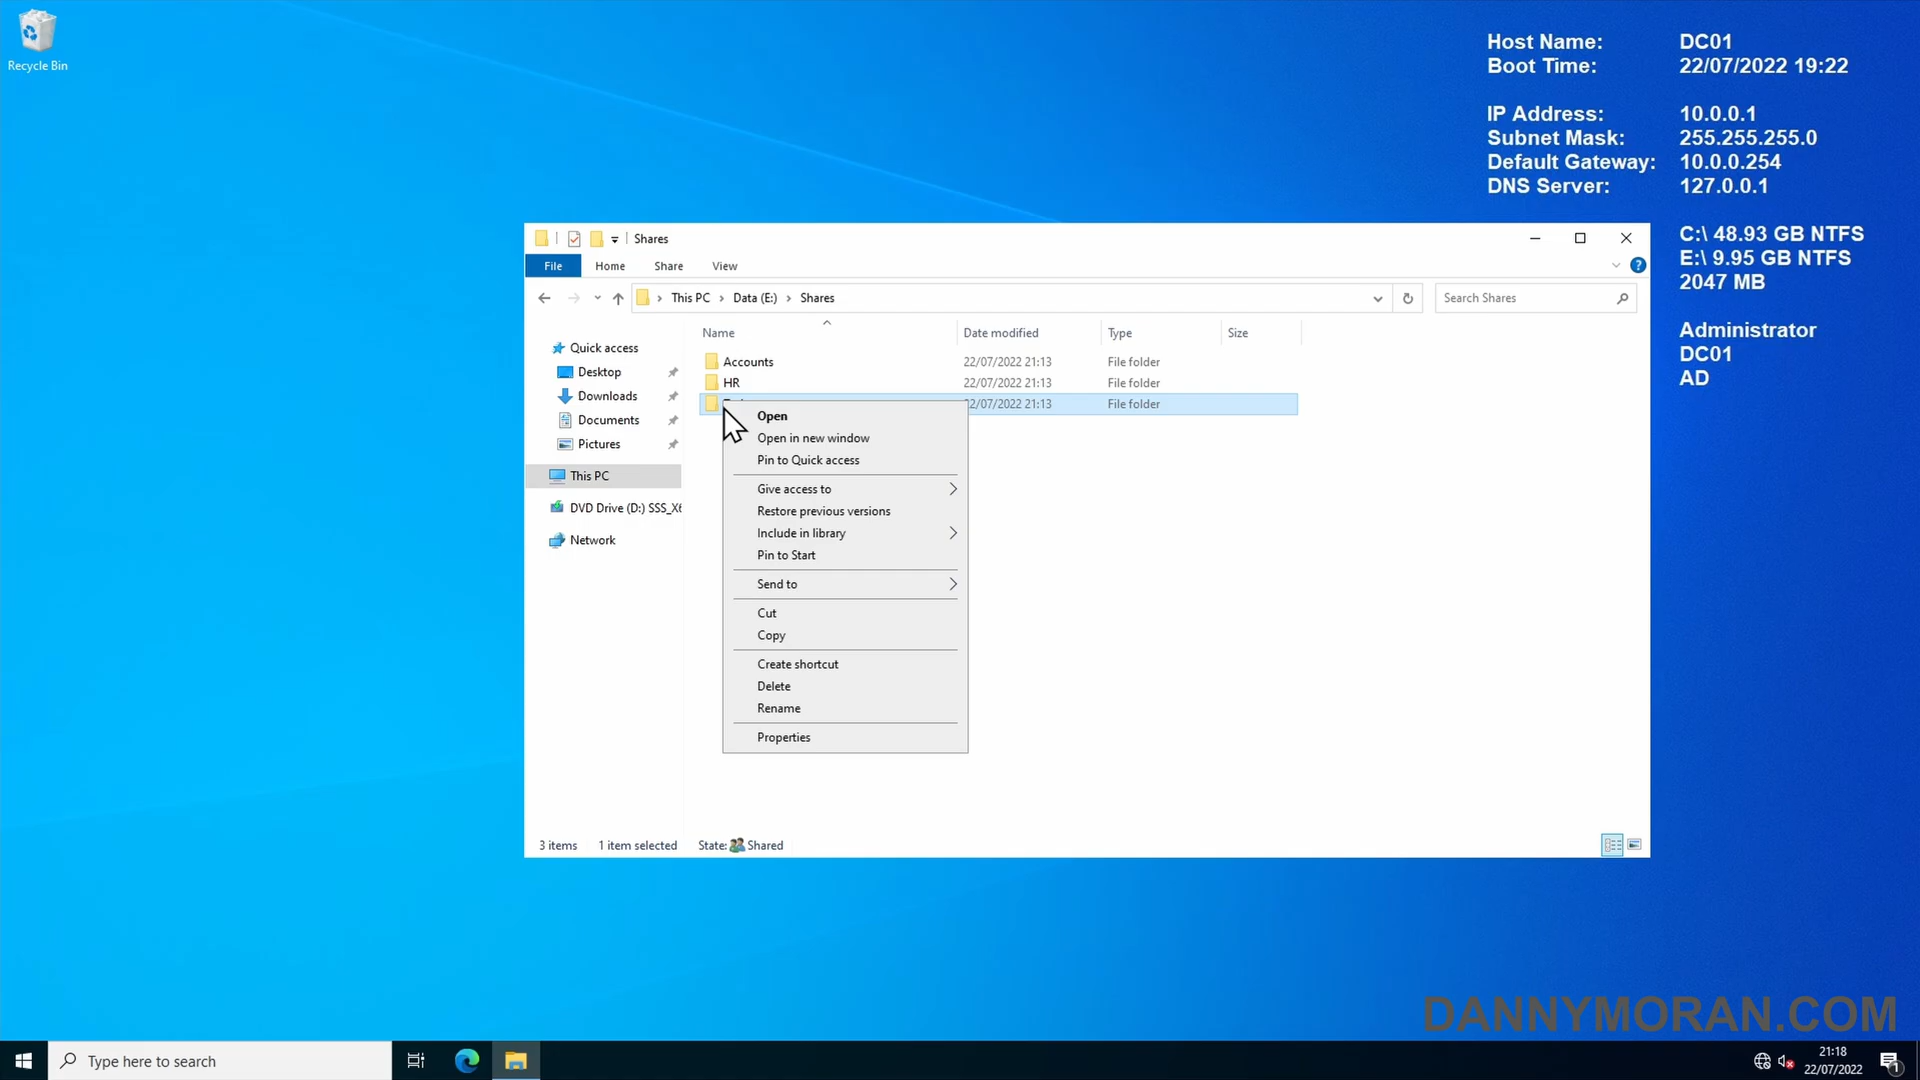 Recycle Bin
Host Name: DC01
Boot Time: 22/07/2022 19:22
IP Address: 10.0.0.1
Subnet Mask: 255.255.255.0
Default Gateway: 10.0.0.254
DNS Server: 127.0.0.1
C:\ 48.93 GB NTFS
E:\ 9.95 GB NTFS
2047 MB
Administrator
DC01
AD
Shares
File Home Share View
This PC Data (E:) Shares
Search Shares
Name Date modified Type Size
Quick access
Desktop
Downloads
Documents
Pictures
This PC
DVD Drive (D:) SSS_X6
Network
Accounts 22/07/2022 21:13 File folder
HR 22/07/2022 21:13 File folder
22/07/2022 21:13 File folder
Open
Open in new window
Pin to Quick access
Give access to
Restore previous versions
Include in library
Pin to Start
Send to
Cut
Copy
Create shortcut
Delete
Rename
Properties
3 items 1 item selected State: Shared
DANNYMORAN.COM
Type here to search
21:18
22/07/2022
1